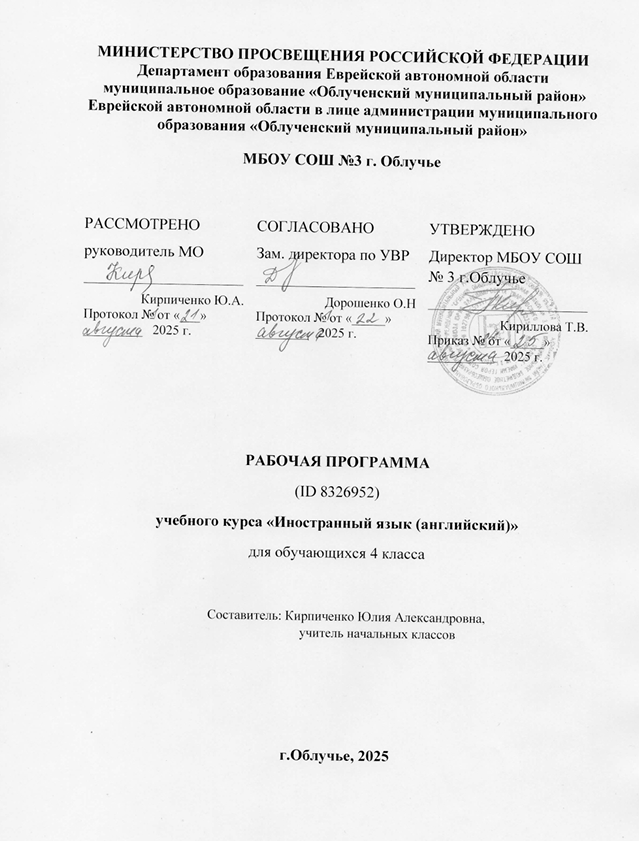 МИНИСТЕРСТВО ПРОСВЕЩЕНИЯ РОССИЙСКОЙ ФЕДЕРАЦИИ
Департамент образования Еврейской автономной области
муниципальное образование «Облученский муниципальный район»
Еврейской автономной области в лице администрации муниципального
образования «Облученский муниципальный район»
МБОУ СОШ №3 г. Облучье
РАССМОТРЕНО
руководитель МО
Кирпиченко Ю.А.
Протокол №1 от «21»
августа 2025 г.
СОГЛАСОВАНО
Зам. директора по УВР
Дорошенко О.Н
Протокол №1 от « 22 »
августа 2025 г.
УТВЕРЖДЕНО
Директор МБОУ СОШ
№ 3 г.Облучье
Кириллова Т.В.
Приказ № от « 25 »
августа 2025 г.
РАБОЧАЯ ПРОГРАММА
(ID 8326952)
учебного курса «Иностранный язык (английский)»
для обучающихся 4 класса
Составитель: Кирпиченко Юлия Александровна,
учитель начальных классов
г.Облучье, 2025